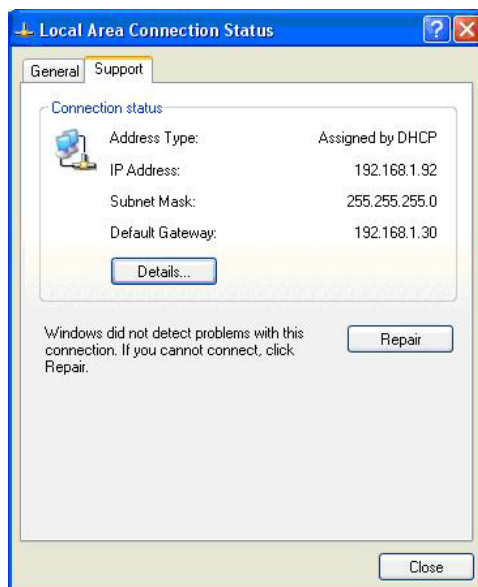 Local Area Connection Status
General Support
Connection status
Address Type: Assigned by DHCP
IP Address: 192.168.1.92
Subnet Mask: 255.255.255.0
Default Gateway: 192.168.1.30
Details...
Windows did not detect problems with this
connection. If you cannot connect, click
Repair.
Repair
Close